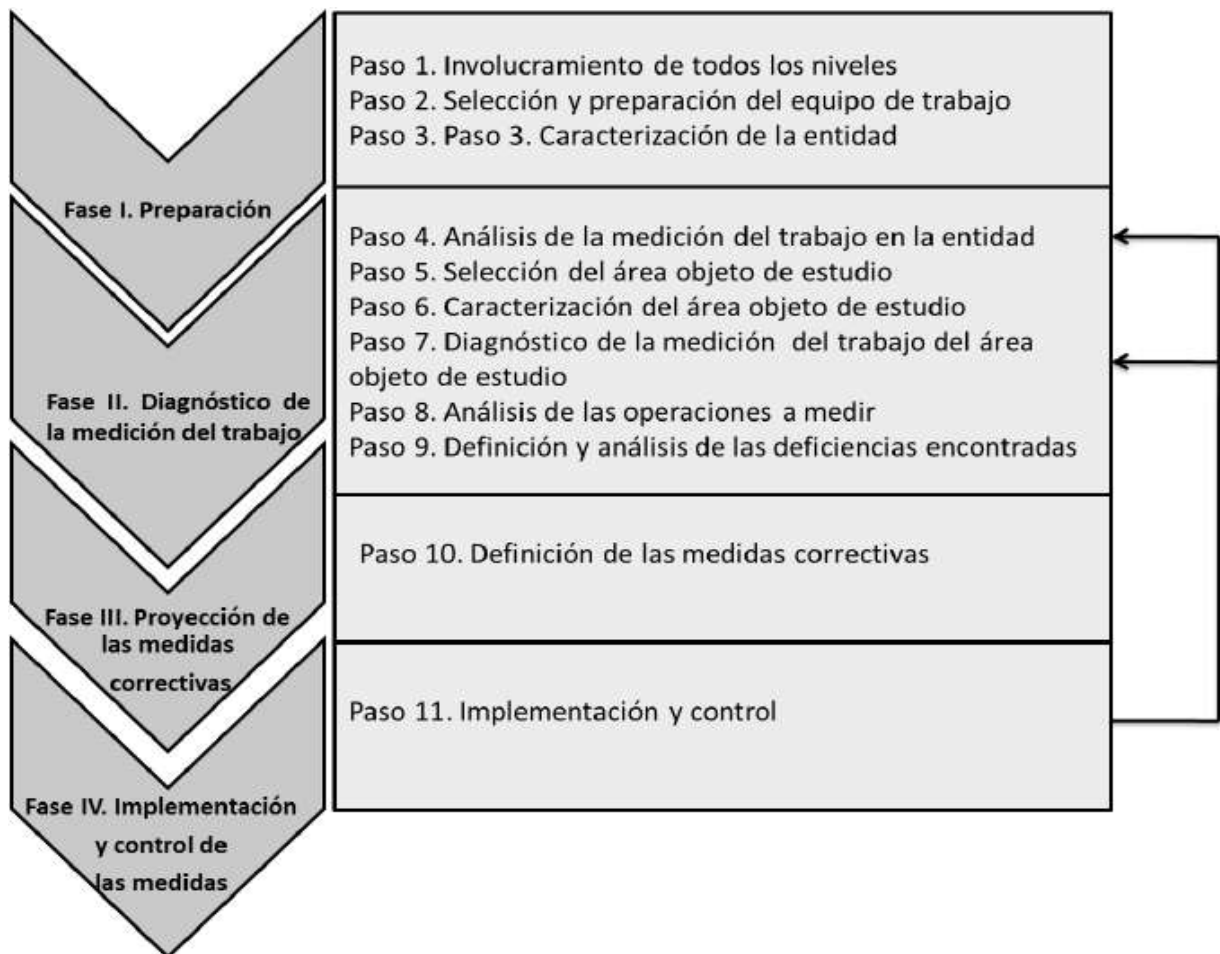 Paso 1. Involucramiento de todos los niveles
Paso 2. Selección y preparación del equipo de trabajo
Paso 3. Paso 3. Caracterización de la entidad
Fase I. Preparación
Paso 4. Análisis de la medición del trabajo en la entidad
Paso 5. Selección del área objeto de estudio
Paso 6. Caracterización del área objeto de estudio
Paso 7. Diagnóstico de la medición del trabajo del área
objeto de estudio
Paso 8. Análisis de las operaciones a medir
Paso 9. Definición y análisis de las deficiencias encontradas
Fase II. Diagnóstico de
la medición del trabajo
Paso 10. Definición de las medidas correctivas
Fase III. Proyección de
las medidas
correctivas
Paso 11. Implementación y control
Fase IV. Implementación
y control de
las medidas